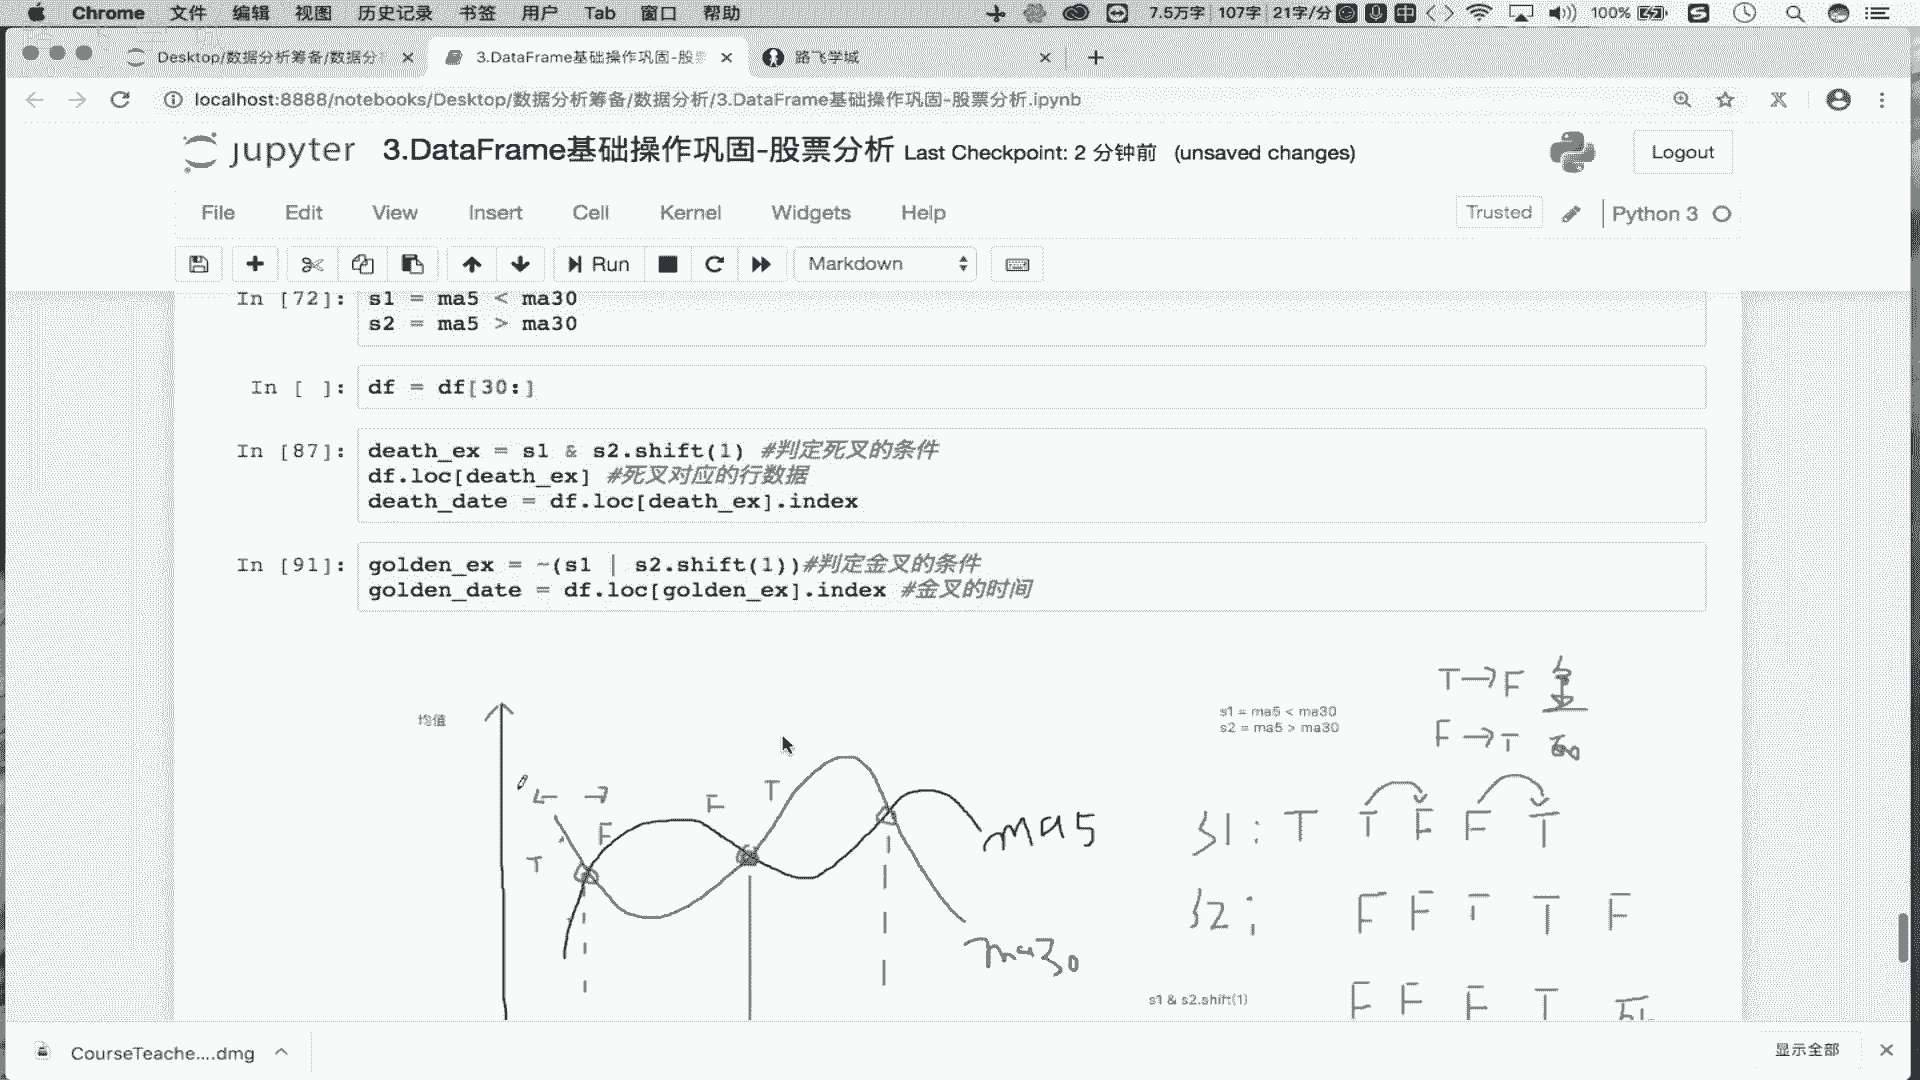 Chrome 文件 编辑 视图 历史记录 书签 用户 Tab 窗口 帮助 7.5万字 107字 21字/分 中 100%
Desktop/数据分析筹备/数据分 3.DataFrame基础操作巩固-股票 路飞学城
localhost:8888/notebooks/Desktop/数据分析筹备/数据分析/3.DataFrame基础操作巩固-股票分析.ipynb
jupyter 3.DataFrame基础操作巩固-股票分析 Last Checkpoint: 2 分钟前 (unsaved changes) Logout
File Edit View Insert Cell Kernel Widgets Help Trusted Python 3
Run Markdown
In [72]: s1 = ma5 < ma30
s2 = ma5 > ma30
In [ ]: df = df[30:]
In [87]: death_ex = s1 & s2.shift(1) #判定死叉的条件
df.loc[death_ex] #死叉对应的行数据
death_date = df.loc[death_ex].index
In [91]: golden_ex = ~(s1 | s2.shift(1))#判定金叉的条件
golden_date = df.loc[golden_ex].index #金叉的时间
均值
T F F T
ma5
ma30
s1 = ma5 < ma30
s2 = ma5 > ma30
T→F 金
F→T
S1: T T F F T
S2: F F T T F
s1 & s2.shift(1) F F F T
CourseTeache....dmg 显示全部